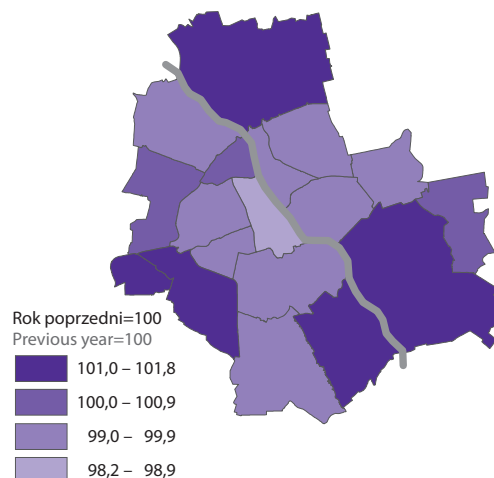 Rok poprzedni=100
Previous year=100
101,0 – 101,8
100,0 – 100,9
99,0 – 99,9
98,2 – 98,9